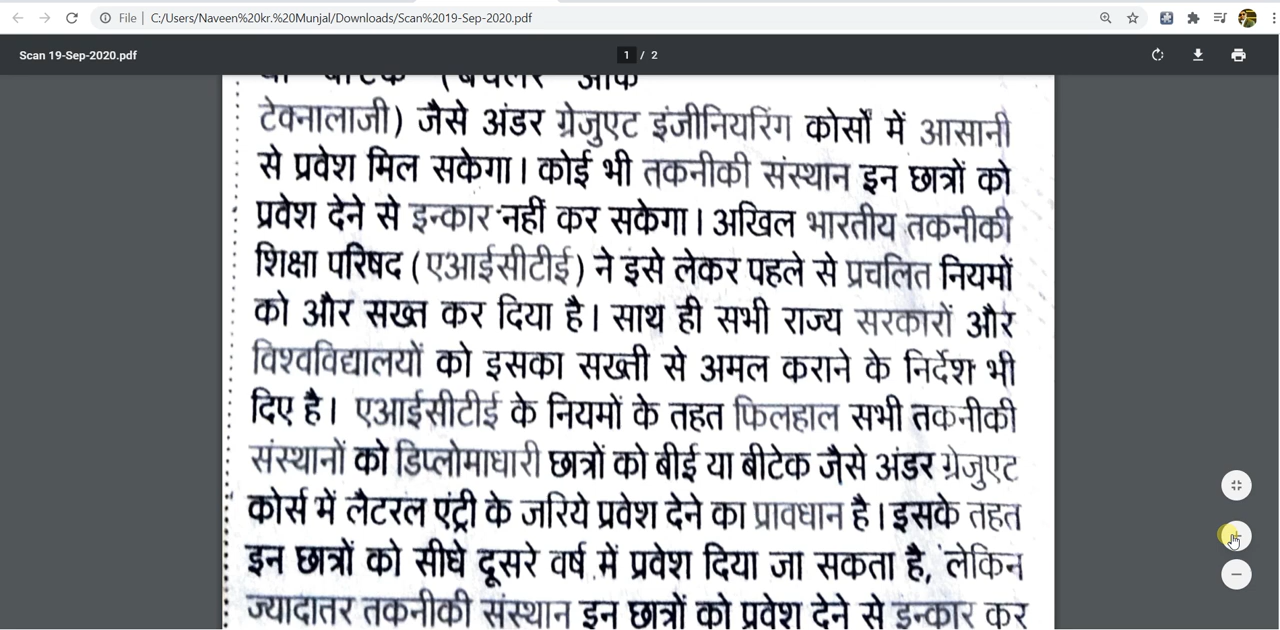 File | C:/Users/Naveen%20kr.%20Munjal/Downloads/Scan%2019-Sep-2020.pdf
Scan 19-Sep-2020.pdf
1 / 2
या बीटेक (बैचलर ऑफ
टेक्नालाजी) जैसे अंडर ग्रेजुएट इंजीनियरिंग कोर्सों में आसानी
से प्रवेश मिल सकेगा। कोई भी तकनीकी संस्थान इन छात्रों को
प्रवेश देने से इन्कार नहीं कर सकेगा। अखिल भारतीय तकनीकी
शिक्षा परिषद (एआईसीटीई) ने इसे लेकर पहले से प्रचलित नियमों
को और सख्त कर दिया है। साथ ही सभी राज्य सरकारों और
विश्वविद्यालयों को इसका सख्ती से अमल कराने के निर्देश भी
दिए है। एआईसीटीई के नियमों के तहत फिलहाल सभी तकनीकी
संस्थानों को डिप्लोमाधारी छात्रों को बीई या बीटेक जैसे अंडर ग्रेजुएट
कोर्स में लैटरल एंट्री के जरिये प्रवेश देने का प्रावधान है। इसके तहत
इन छात्रों को सीधे दूसरे वर्ष में प्रवेश दिया जा सकता है, लेकिन
ज्यादातर तकनीकी संस्थान इन छात्रों को प्रवेश देने से इन्कार कर